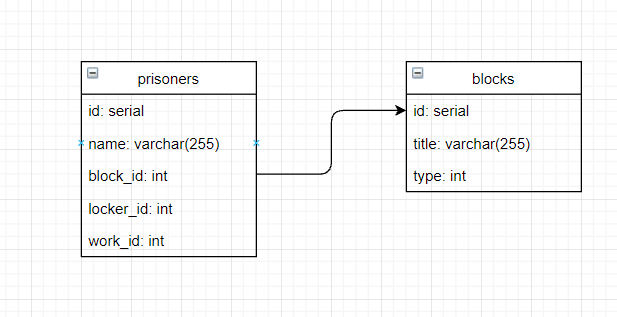 prisoners
id: serial
name: varchar(255)
block_id: int
locker_id: int
work_id: int
blocks
id: serial
title: varchar(255)
type: int